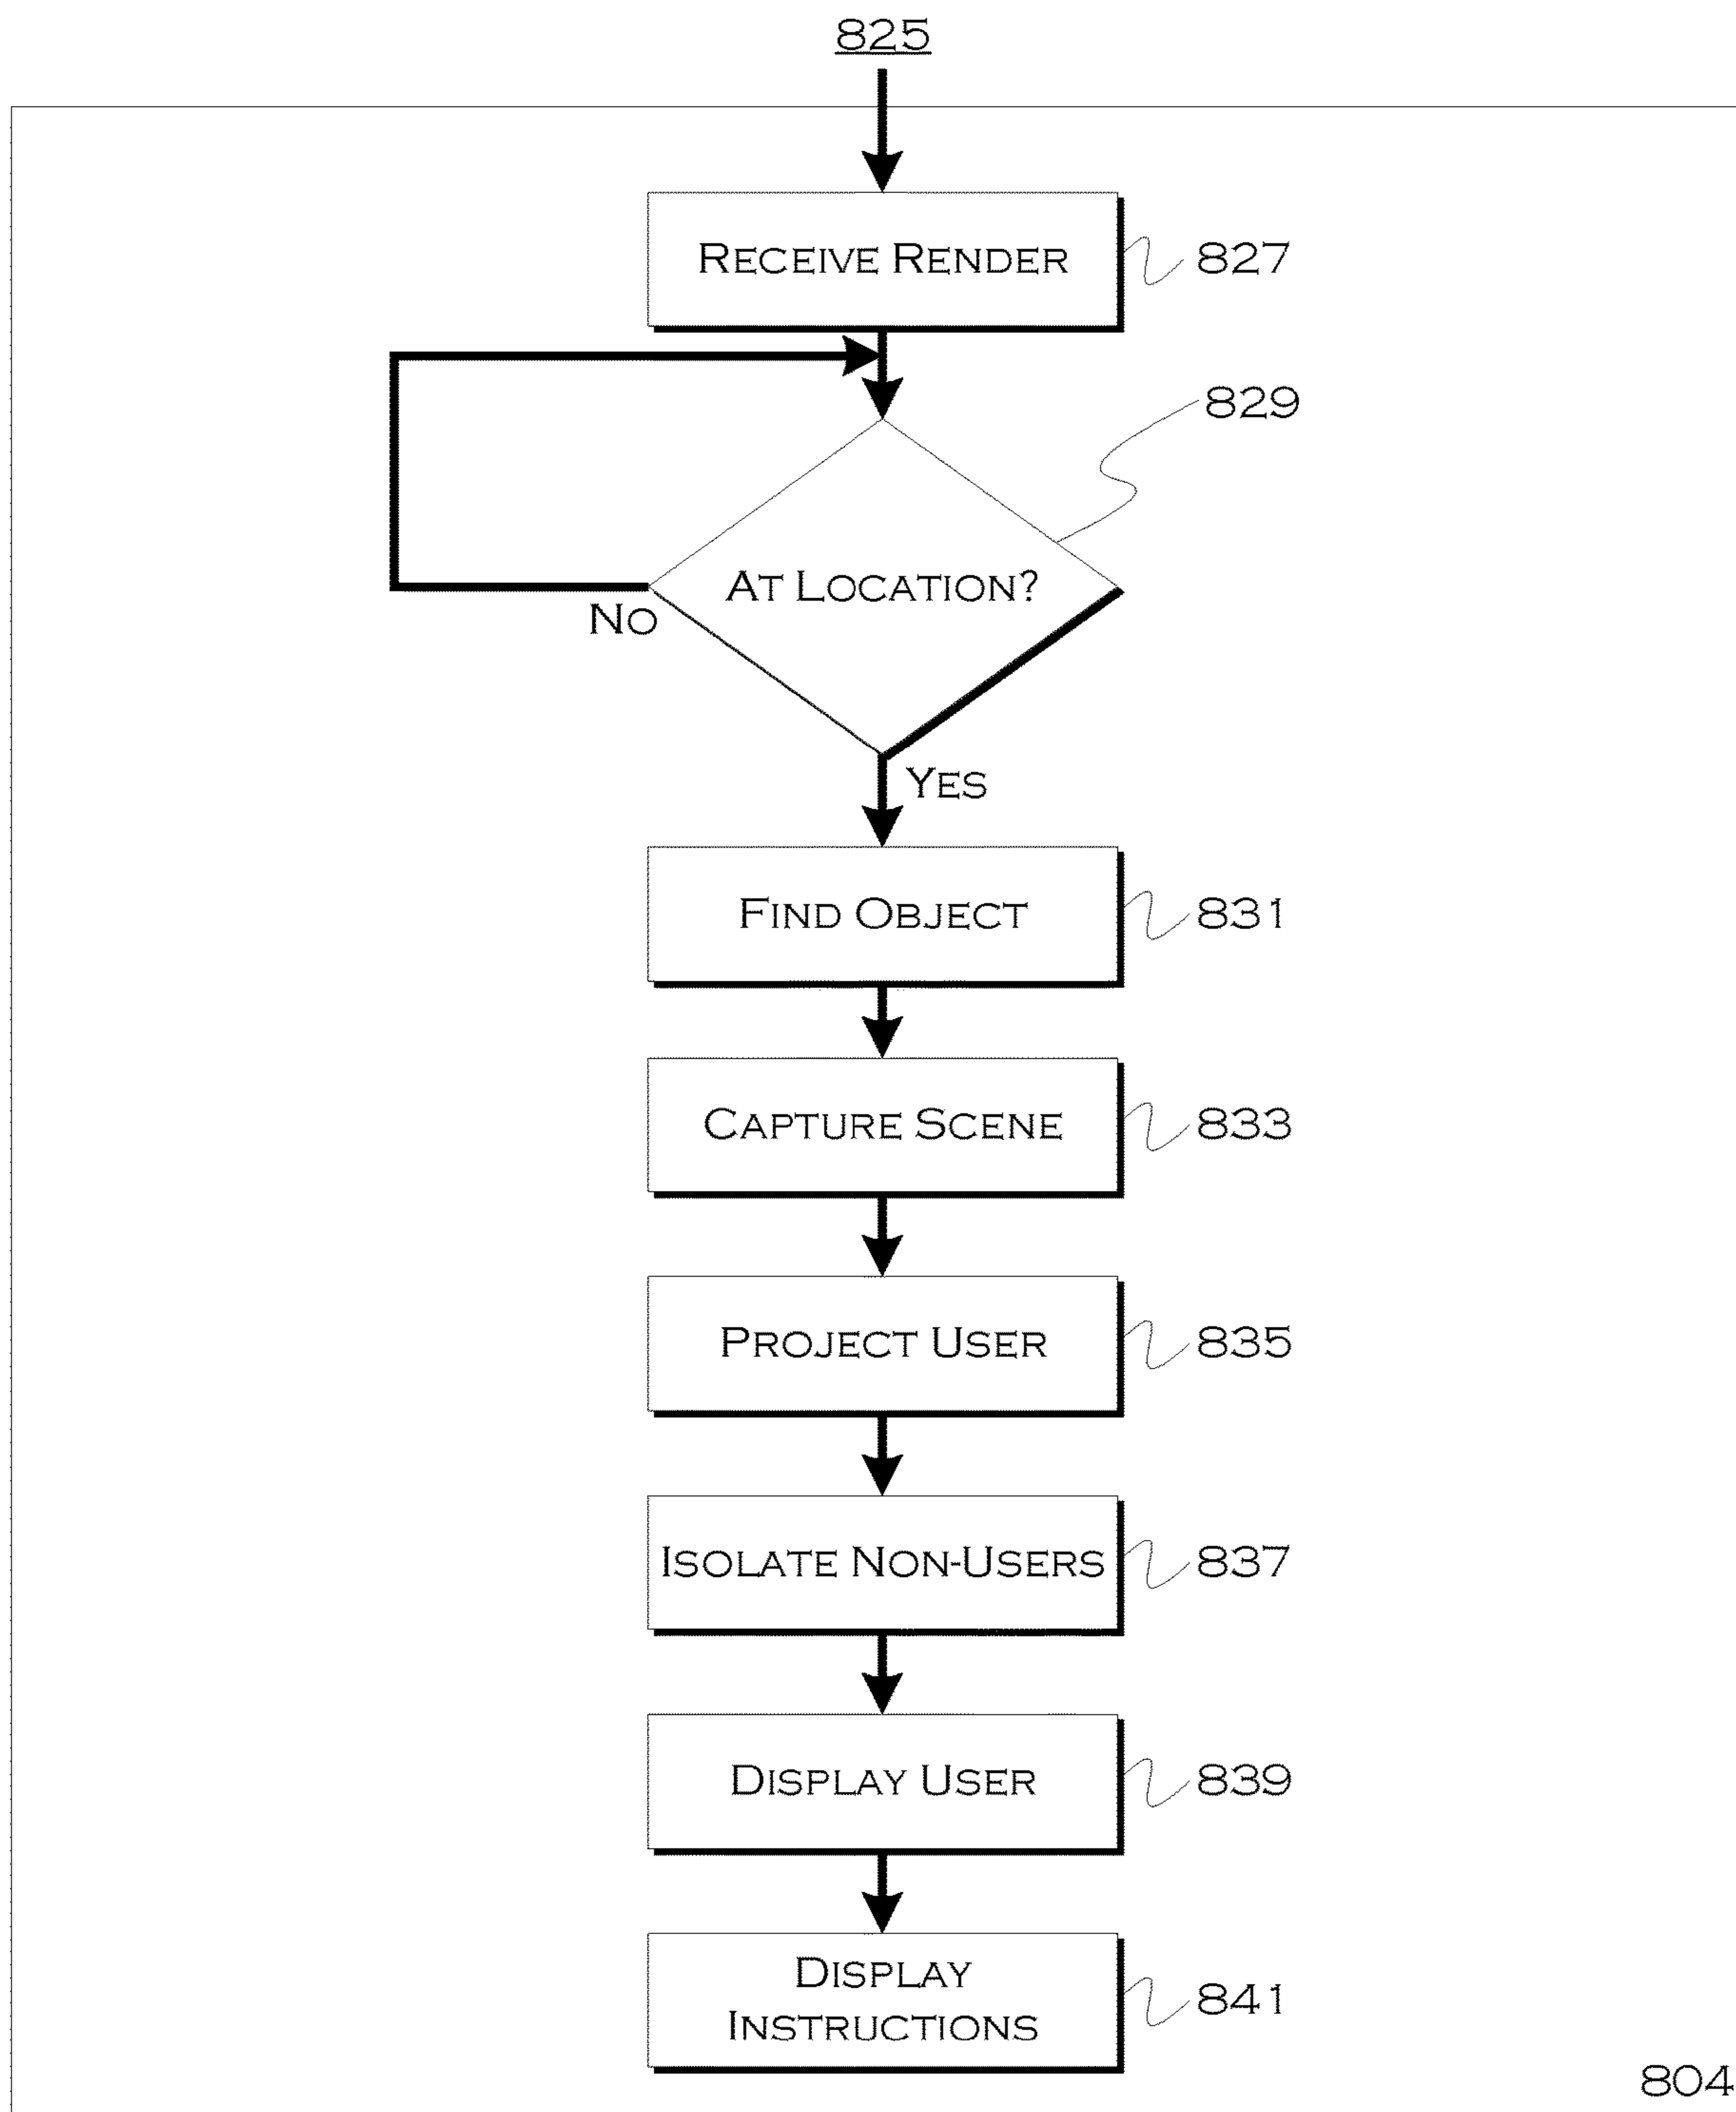 825
Receive Render
827
829
At Location?
No
Yes
Find Object
831
Capture Scene
833
Project User
835
Isolate Non-Users
837
Display User
839
Display
Instructions
841
804